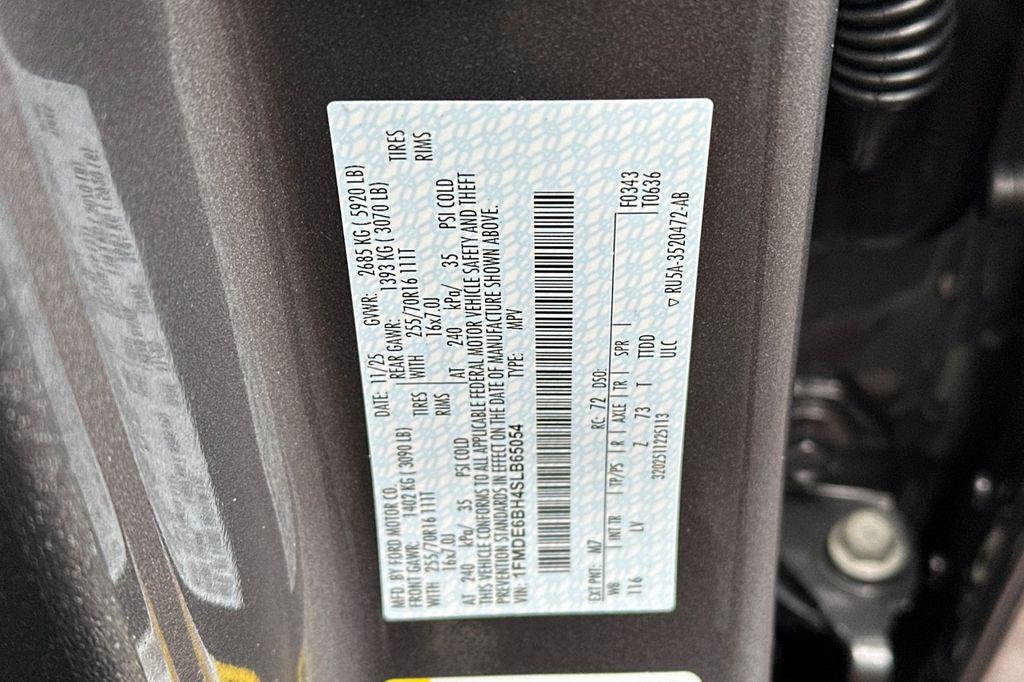 MFD. BY FORD MOTOR CO. DATE: 11/25 GVWR: 2685 KG ( 5920 LB)
FRONT GAWR: 1402 KG ( 3090 LB) REAR GAWR: 1393 KG ( 3070 LB)
WITH 255/70R16 111T TIRES WITH 255/70R16 111T TIRES
16x7.0J RIMS 16x7.0J RIMS
AT 240 kPa/ 35 PSI COLD AT 240 kPa/ 35 PSI COLD
THIS VEHICLE CONFORMS TO ALL APPLICABLE FEDERAL MOTOR VEHICLE SAFETY AND THEFT
PREVENTION STANDARDS IN EFFECT ON THE DATE OF MANUFACTURE SHOWN ABOVE.
VIN: 1FMDE6BH4SLB65054 TYPE: MPV
EXT PNT: M7 RC: 72 DSO: F0343
WB INT TR TP/PS R AXLE TR SPR T0636
116 LV Z 73 T TTDD
3202511225113 ULC ▽ RU5A-3520472-AB